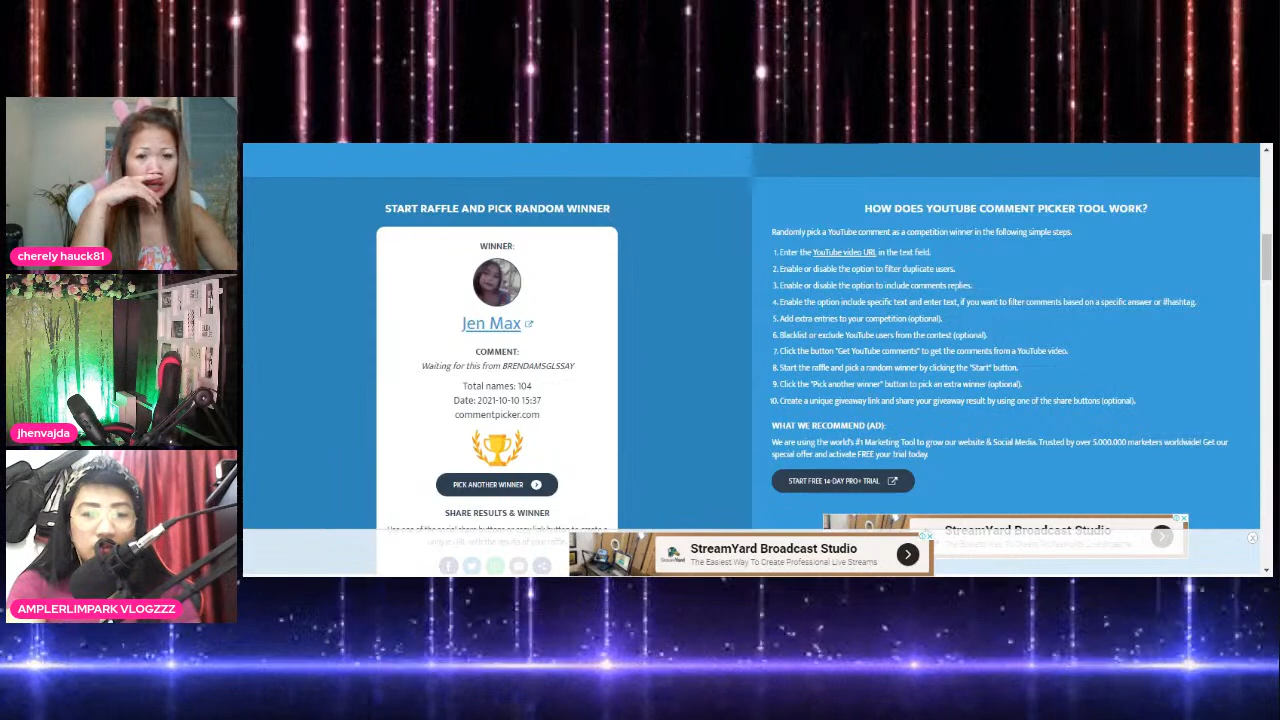 cherely hauck81
jhenvajda
AMPLERLIMPARK VLOGZZZ
START RAFFLE AND PICK RANDOM WINNER
WINNER:
Jen Max
COMMENT:
Waiting for this from BRENDAMSGLSSAY
Total names: 104
Date: 2021-10-10 15:37
commentpicker.com
PICK ANOTHER WINNER
SHARE RESULTS & WINNER
HOW DOES YOUTUBE COMMENT PICKER TOOL WORK?
Randomly pick a YouTube comment as a competition winner in the following simple steps.
1. Enter the YouTube video URL in the text field.
2. Enable or disable the option to filter duplicate users.
3. Enable or disable the option to include comments replies.
4. Enable the option include specific text and enter text, if you want to filter comments based on a specific answer or #hashtag.
5. Add extra entries to your competition (optional).
6. Blacklist or exclude YouTube users from the contest (optional).
7. Click the button "Get YouTube comments" to get the comments from a YouTube video.
8. Start the raffle and pick a random winner by clicking the "Start" button.
9. Click the "Pick another winner" button to pick an extra winner (optional).
10. Create a unique giveaway link and share your giveaway result by using one of the share buttons (optional).
WHAT WE RECOMMEND (AD):
We are using the world's #1 Marketing Tool to grow our website & Social Media. Trusted by over 5.000.000 marketers worldwide! Get our
special offer and activate FREE your trial today.
START FREE 14-DAY PRO+ TRIAL
StreamYard Broadcast Studio
StreamYard Broadcast Studio
The Easiest Way To Create Professional Live Streams
StreamYard